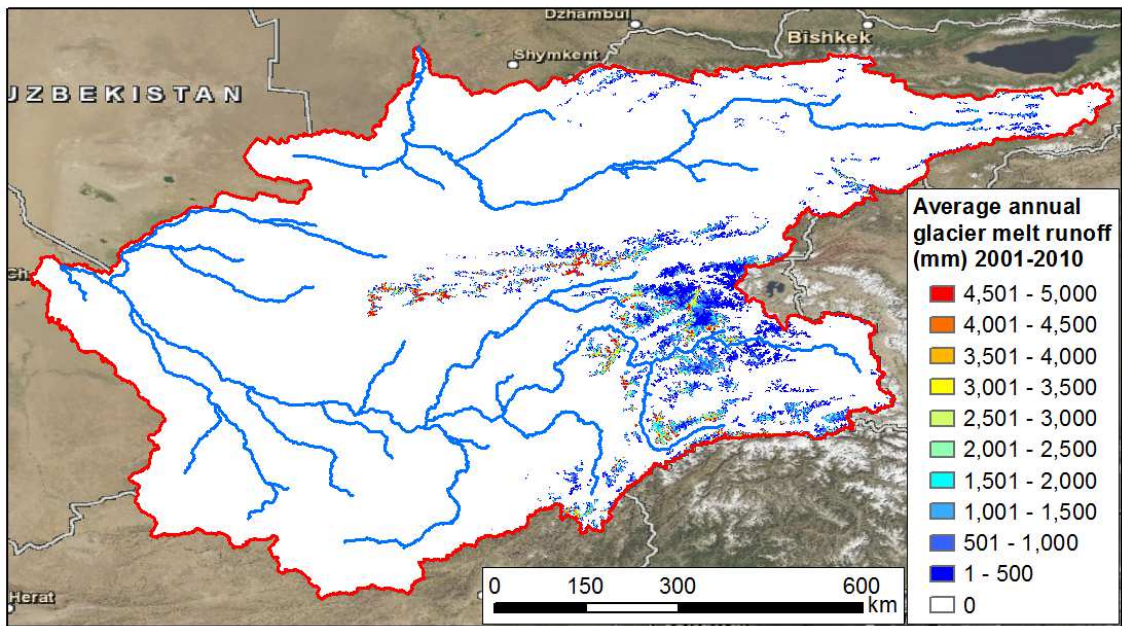 Dzhambul
Bishkek
Shymkent
UZBEKISTAN
Ch
Average annual
glacier melt runoff
(mm) 2001-2010
4,501 - 5,000
4,001 - 4,500
3,501 - 4,000
3,001 - 3,500
2,501 - 3,000
2,001 - 2,500
1,501 - 2,000
1,001 - 1,500
501 - 1,000
1 - 500
0
0 150 300 600
km
Herat